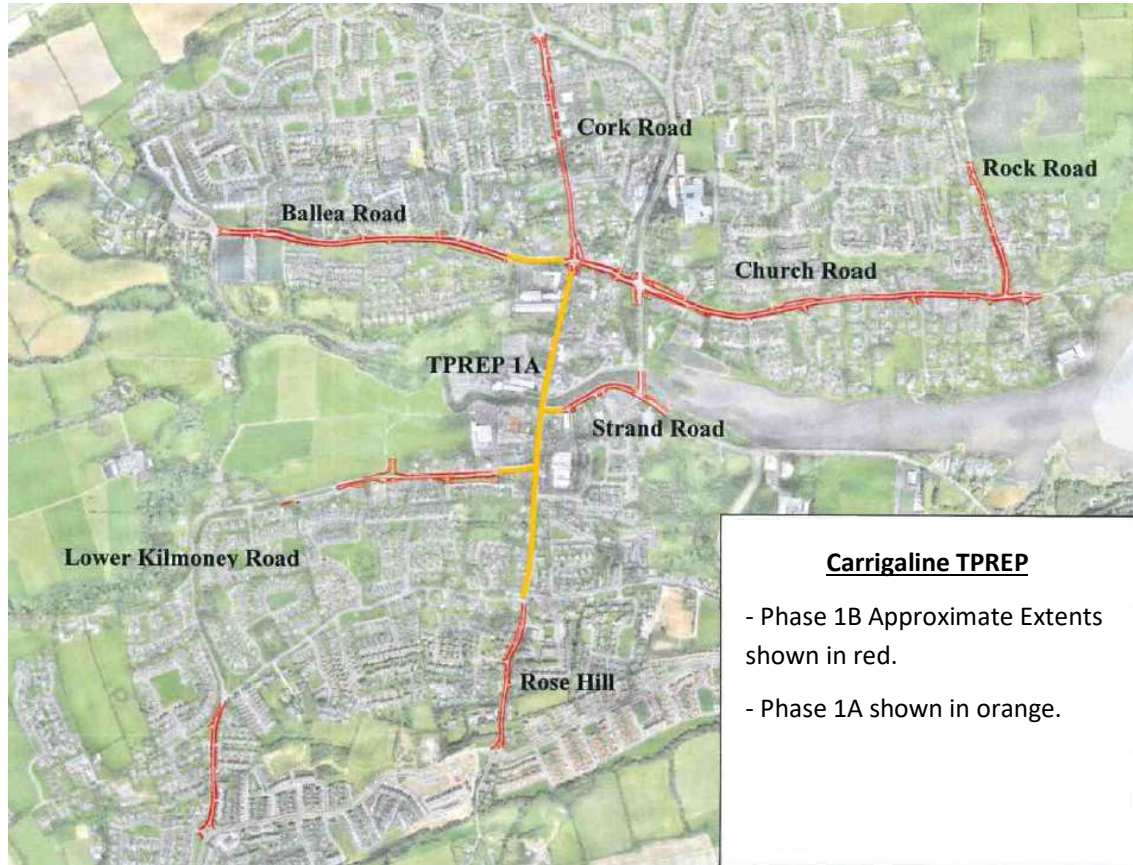 Cork Road
Rock Road
Ballea Road
Church Road
TPREP 1A
Strand Road
Lower Kilmoney Road
Rose Hill
Carrigaline TPREP
- Phase 1B Approximate Extents
shown in red.
- Phase 1A shown in orange.